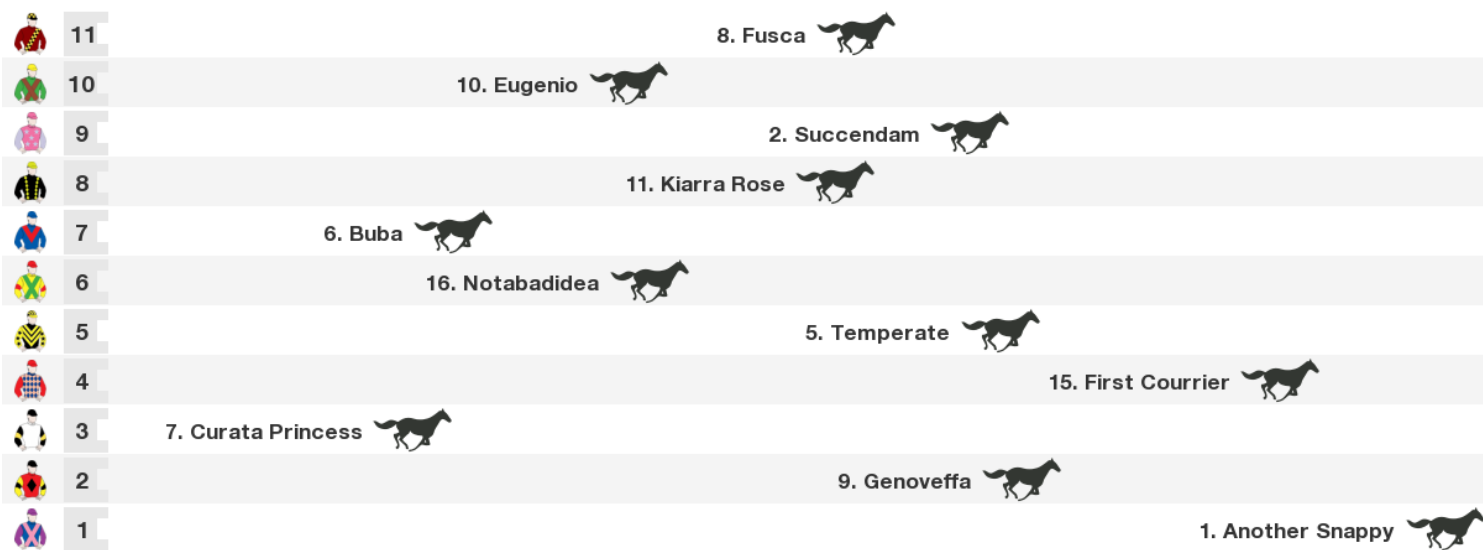 11 8. Fusca
10 10. Eugenio
9 2. Succendam
8 11. Kiarra Rose
7 6. Buba
6 16. Notabadidea
5 5. Temperate
4 15. First Courrier
3 7. Curata Princess
2 9. Genoveffa
1 1. Another Snappy